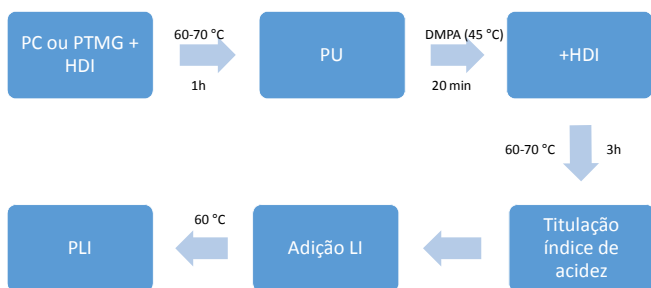 PC ou PTMG +
HDI
60-70 °C
1h
PU
DMPA (45 °C)
20 min
+HDI
60-70 °C
3h
Titulação
índice de
acidez
Adição LI
60 °C
PLI